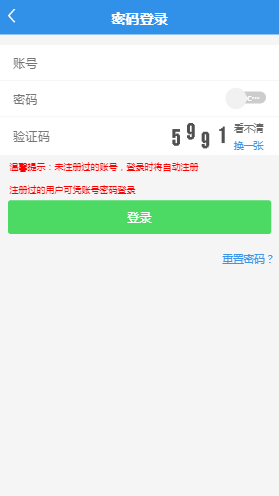 密码登录
账号
密码
验证码
5991
看不清
换一张
温馨提示：未注册过的账号，登录时将自动注册
注册过的用户可凭账号密码登录
登录
重置密码？